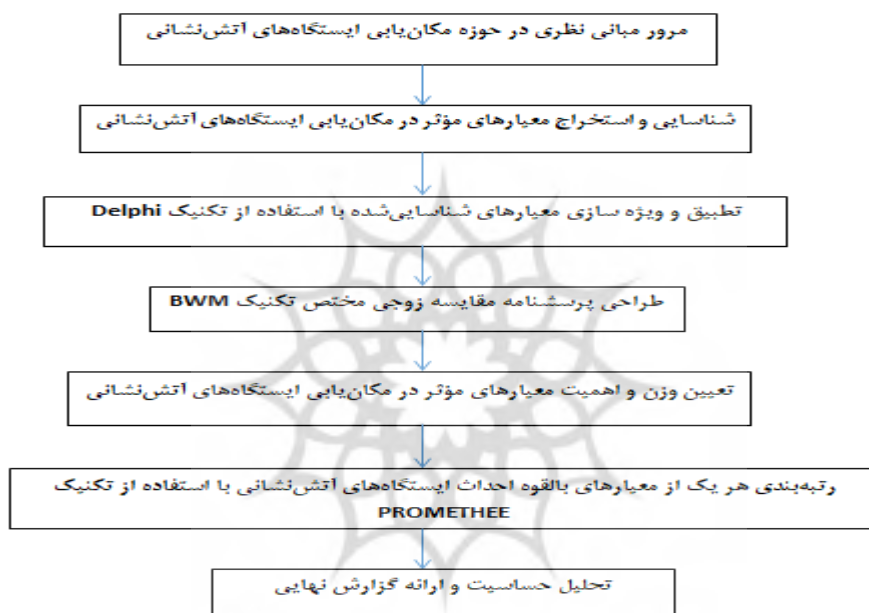 مرور مبانی نظری در حوزه مکان‌یابی ایستگاه‌های آتش‌نشانی
شناسایی و استخراج معیارهای مؤثر در مکان‌یابی ایستگاه‌های آتش‌نشانی
تطبیق و ویژه سازی معیارهای شناسایی‌شده با استفاده از تکنیک Delphi
طراحی پرسشنامه مقایسه زوجی مختص تکنیک BWM
تعیین وزن و اهمیت معیارهای مؤثر در مکان‌یابی ایستگاه‌های آتش‌نشانی
رتبه‌بندی هر یک از معیارهای بالقوه احداث ایستگاه‌های آتش‌نشانی با استفاده از تکنیک
PROMETHEE
تحلیل حساسیت و ارائه گزارش نهایی